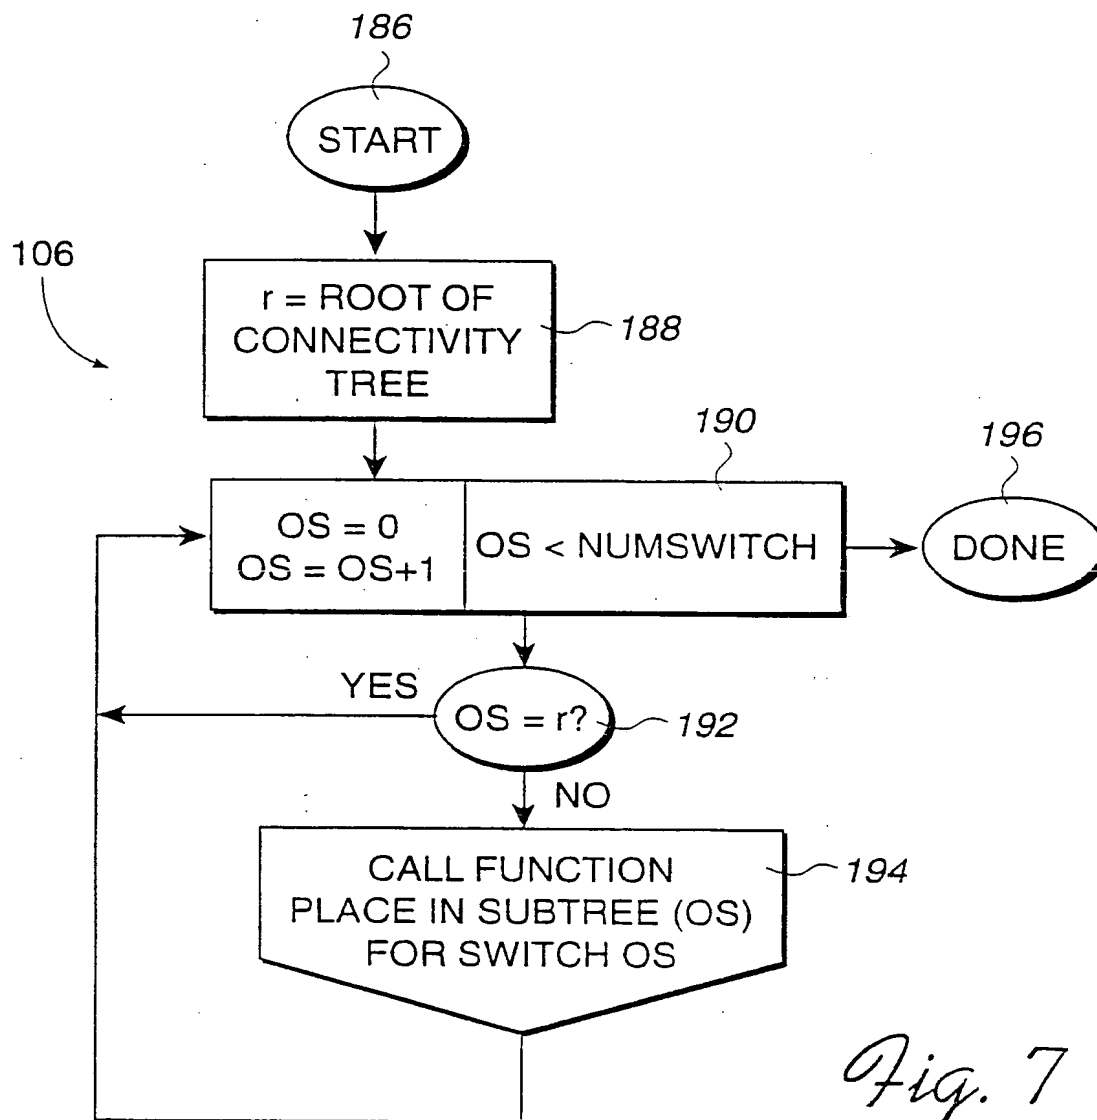 186
START
106
r = ROOT OF
CONNECTIVITY
TREE
188
190
196
OS = 0
OS = OS+1
OS < NUMSWITCH
DONE
YES
OS = r?
192
NO
CALL FUNCTION
PLACE IN SUBTREE (OS)
FOR SWITCH OS
194
Fig. 7